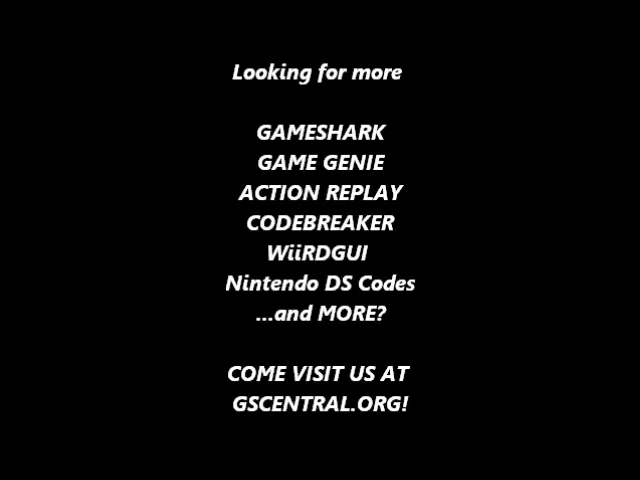 Looking for more
GAMESHARK
GAME GENIE
ACTION REPLAY
CODEBREAKER
WiiRDGUI
Nintendo DS Codes
...and MORE?
COME VISIT US AT
GSCENTRAL.ORG!